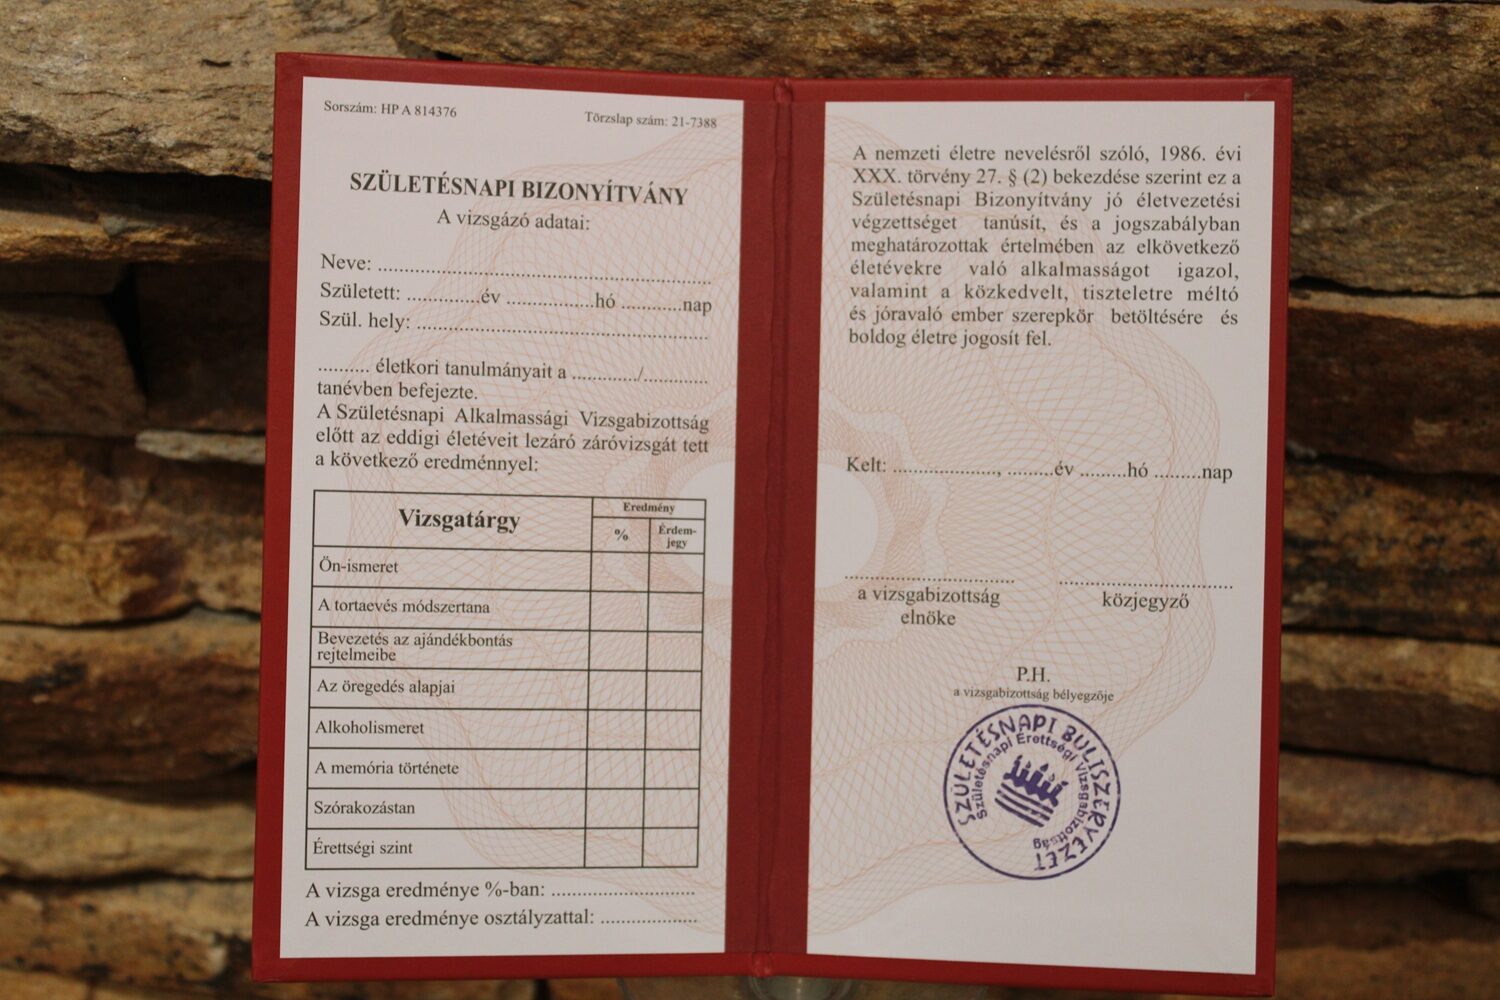 Sorszám: HP A 814376
Törzslap szám: 21-7388
SZÜLETÉSNAPI BIZONYÍTVÁNY
A vizsgázó adatai:
Neve: ........................................................
Született: .............év ................hó ...........nap
Szül. hely: ..................................................
.......... életkori tanulmányait a ............/............
tanévben befejezte.
A Születésnapi Alkalmassági Vizsgabizottság
előtt az eddigi életéveit lezáró záróvizsgát tett
a következő eredménnyel:
Vizsgatárgy
Eredmény
%
Érdem-
jegy
Ön-ismeret
A tortaevés módszertana
Bevezetés az ajándékbontás
rejtelmeibe
Az öregedés alapjai
Alkoholismeret
A memória története
Szórakozástan
Érettségi szint
A vizsga eredménye %-ban: ..........................
A vizsga eredménye osztályzattal: ..................
A nemzeti életre nevelésről szóló, 1986. évi
XXX. törvény 27. § (2) bekezdése szerint ez a
Születésnapi Bizonyítvány jó életvezetési
végzettséget tanúsít, és a jogszabályban
meghatározottak értelmében az elkövetkező
életévekre való alkalmasságot igazol,
valamint a közkedvelt, tiszteletre méltó
és jóravaló ember szerepkör betöltésére és
boldog életre jogosít fel.
Kelt: ..................., ........év .........hó .........nap
a vizsgabizottság
elnöke
közjegyző
P.H.
a vizsgabizottság bélyegzője
SZÜLETÉSNAPI BULISZERVEZET
Születésnapi Érettségi Vizsgabizottság